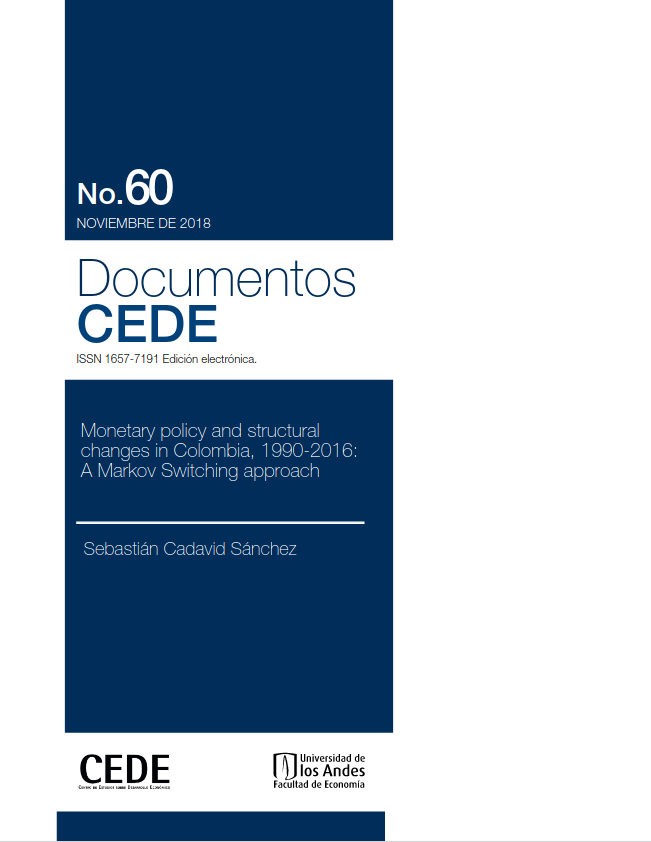 No.60
NOVIEMBRE DE 2018
Documentos
CEDE
ISSN 1657-7191 Edición electrónica.
Monetary policy and structural
changes in Colombia, 1990-2016:
A Markov Switching approach
Sebastián Cadavid Sánchez
CEDE
Centro de Estudios sobre Desarrollo Económico
Universidad de
los Andes
Facultad de Economía